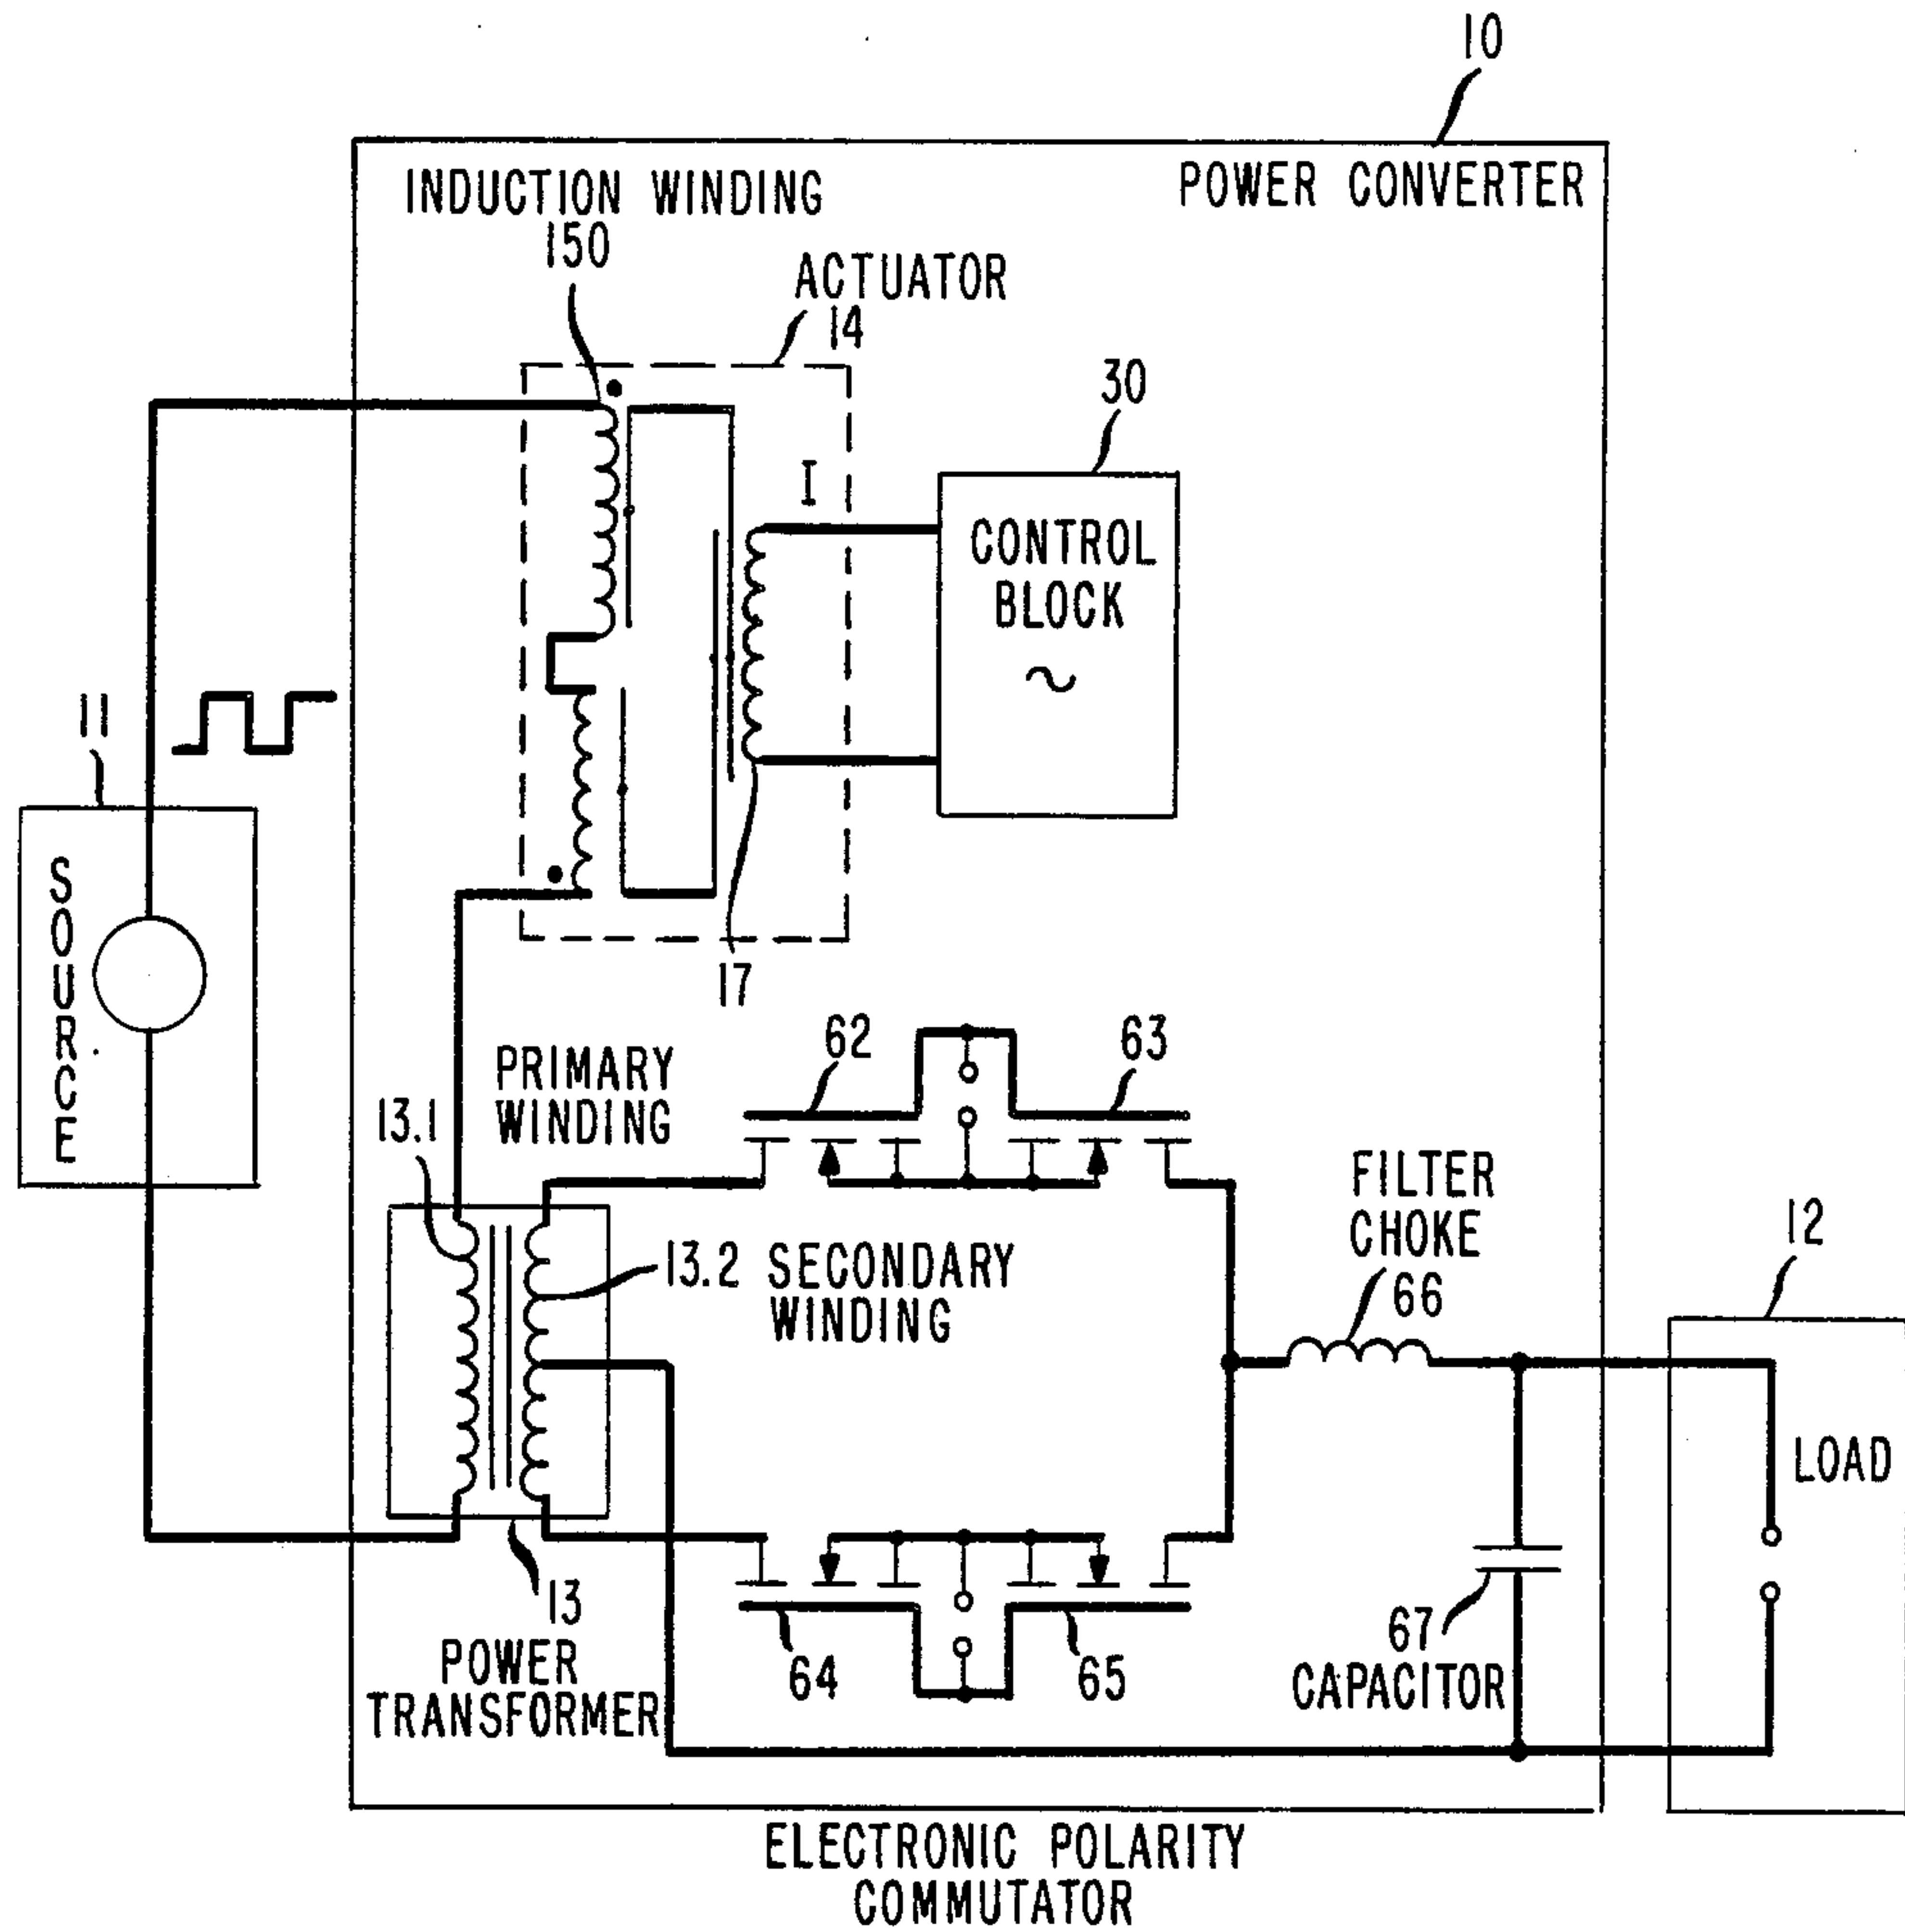 10
INDUCTION WINDING
150
POWER CONVERTER
ACTUATOR
14
30
I
CONTROL
BLOCK
~
11
SOURCE
17
62
63
PRIMARY
WINDING
13.1
13.2 SECONDARY
WINDING
FILTER
CHOKE
66
12
LOAD
13
POWER
TRANSFORMER
64
65
67
CAPACITOR
ELECTRONIC POLARITY
COMMUTATOR